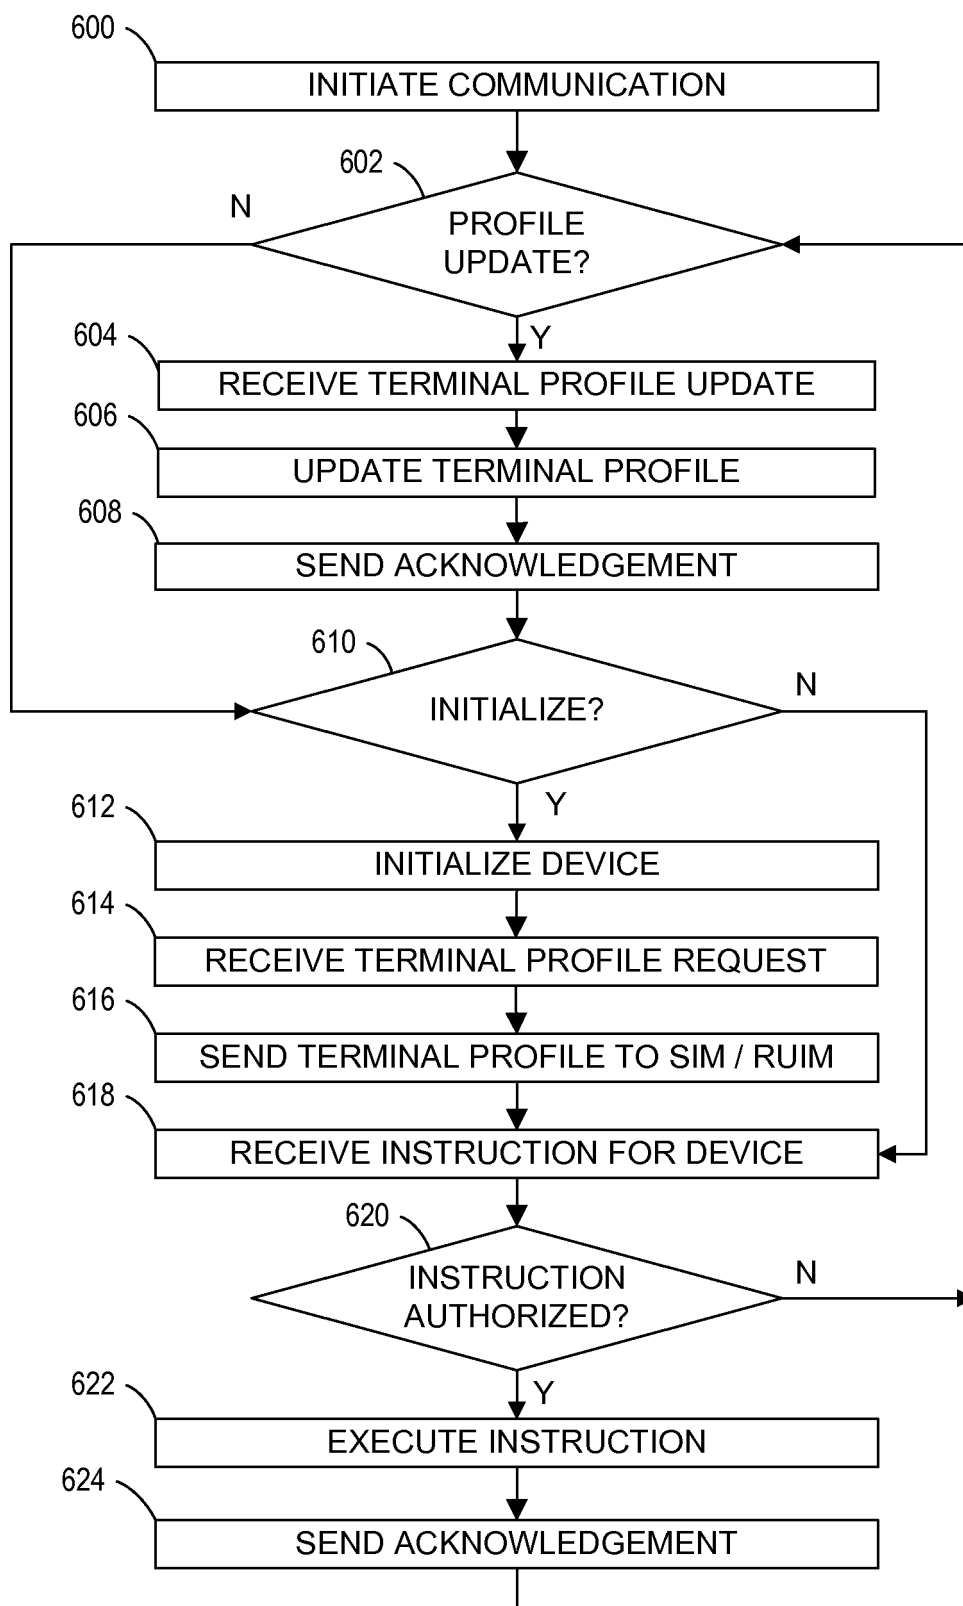 600
INITIATE COMMUNICATION
602
N
PROFILE
UPDATE?
Y
604
RECEIVE TERMINAL PROFILE UPDATE
606
UPDATE TERMINAL PROFILE
608
SEND ACKNOWLEDGEMENT
610
INITIALIZE?
N
Y
612
INITIALIZE DEVICE
614
RECEIVE TERMINAL PROFILE REQUEST
616
SEND TERMINAL PROFILE TO SIM / RUIM
618
RECEIVE INSTRUCTION FOR DEVICE
620
INSTRUCTION
AUTHORIZED?
N
Y
622
EXECUTE INSTRUCTION
624
SEND ACKNOWLEDGEMENT